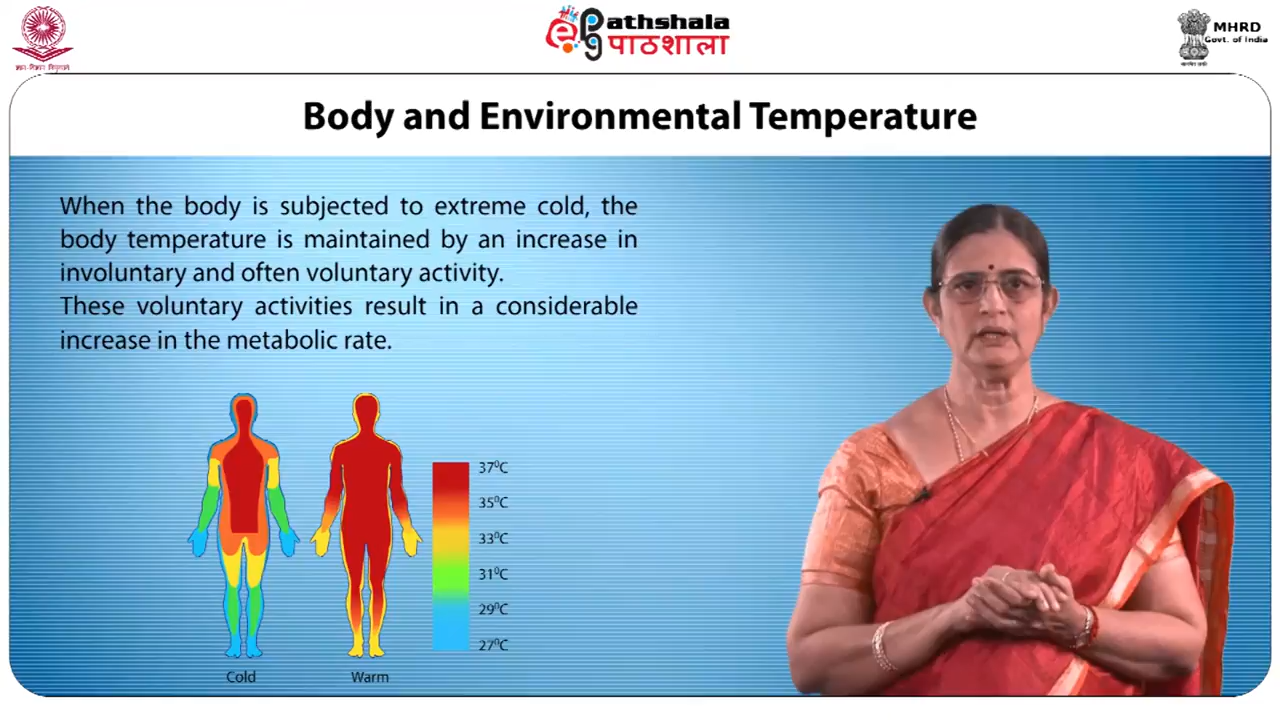 ज्ञान-विज्ञान विमुक्तये
ePathshala
पाठशाला
MHRD
Govt. of India
Body and Environmental Temperature
When the body is subjected to extreme cold, the
body temperature is maintained by an increase in
involuntary and often voluntary activity.
These voluntary activities result in a considerable
increase in the metabolic rate.
37⁰C
35⁰C
33⁰C
31⁰C
29⁰C
27⁰C
Cold
Warm